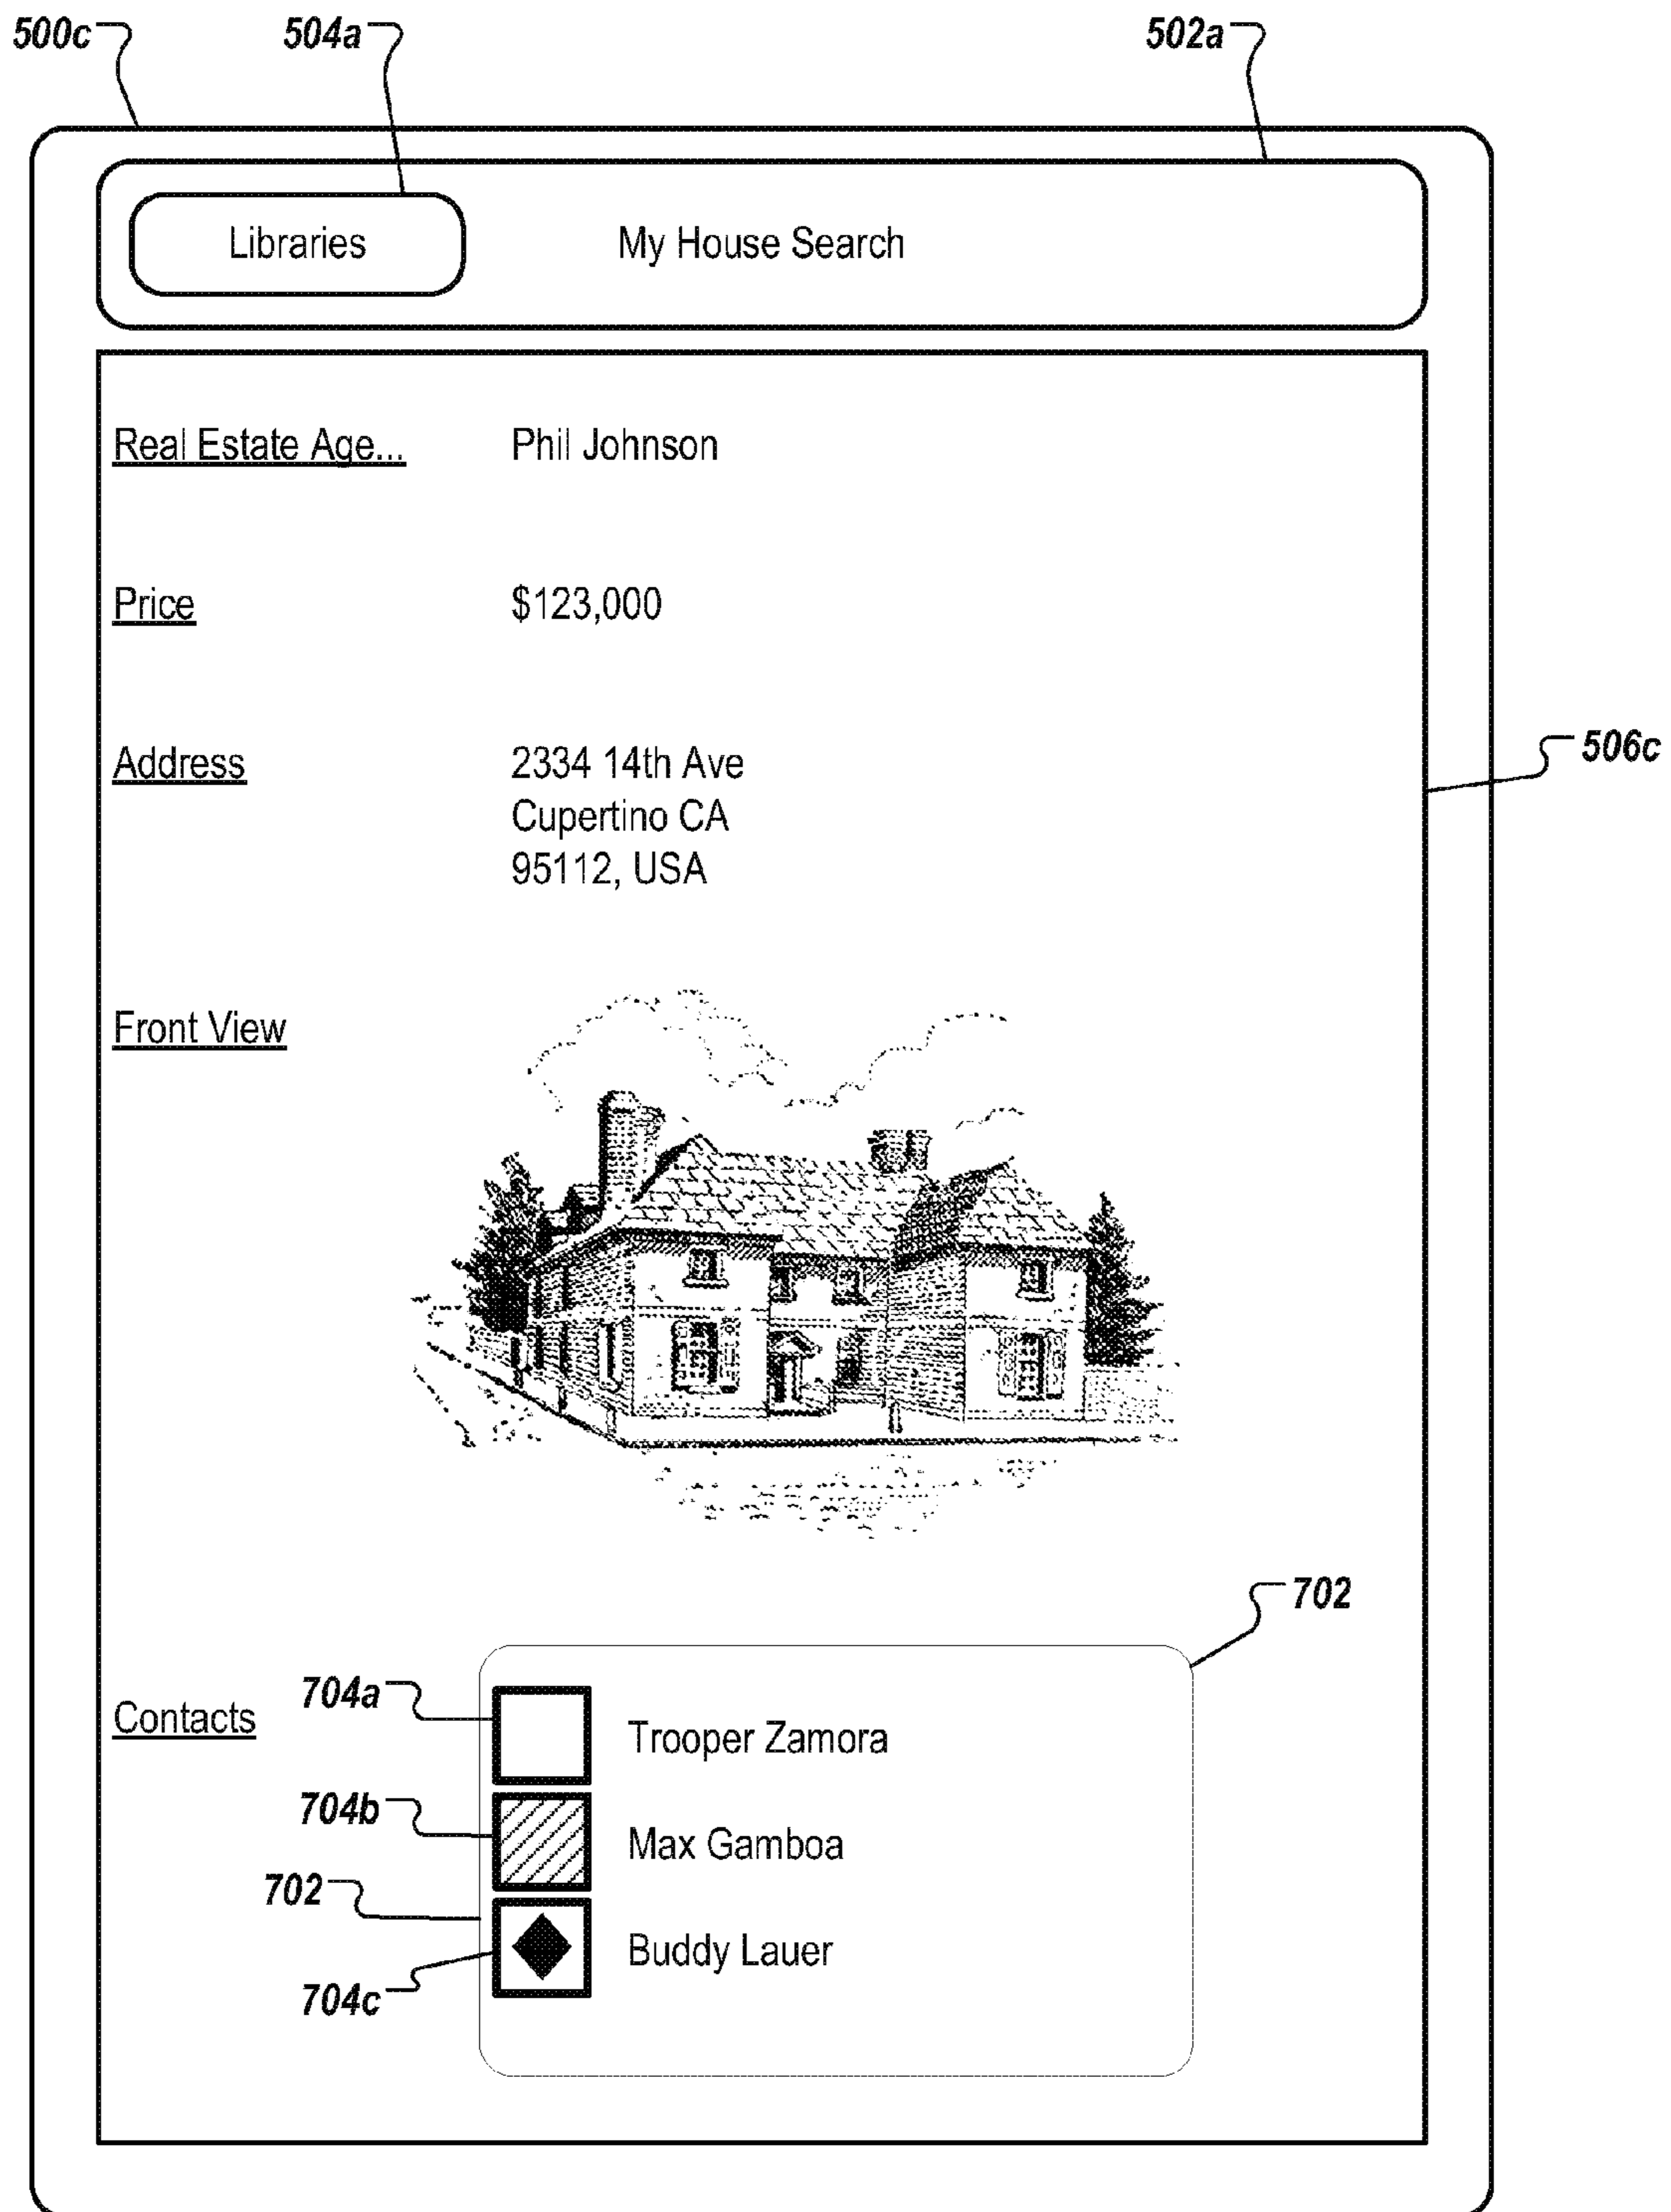 500c 504a 502a
Libraries My House Search
Real Estate Age... Phil Johnson
Price $123,000
506c
Address 2334 14th Ave
Cupertino CA
95112, USA
Front View
702
704a
Contacts Trooper Zamora
704b
Max Gamboa
702
Buddy Lauer
704c